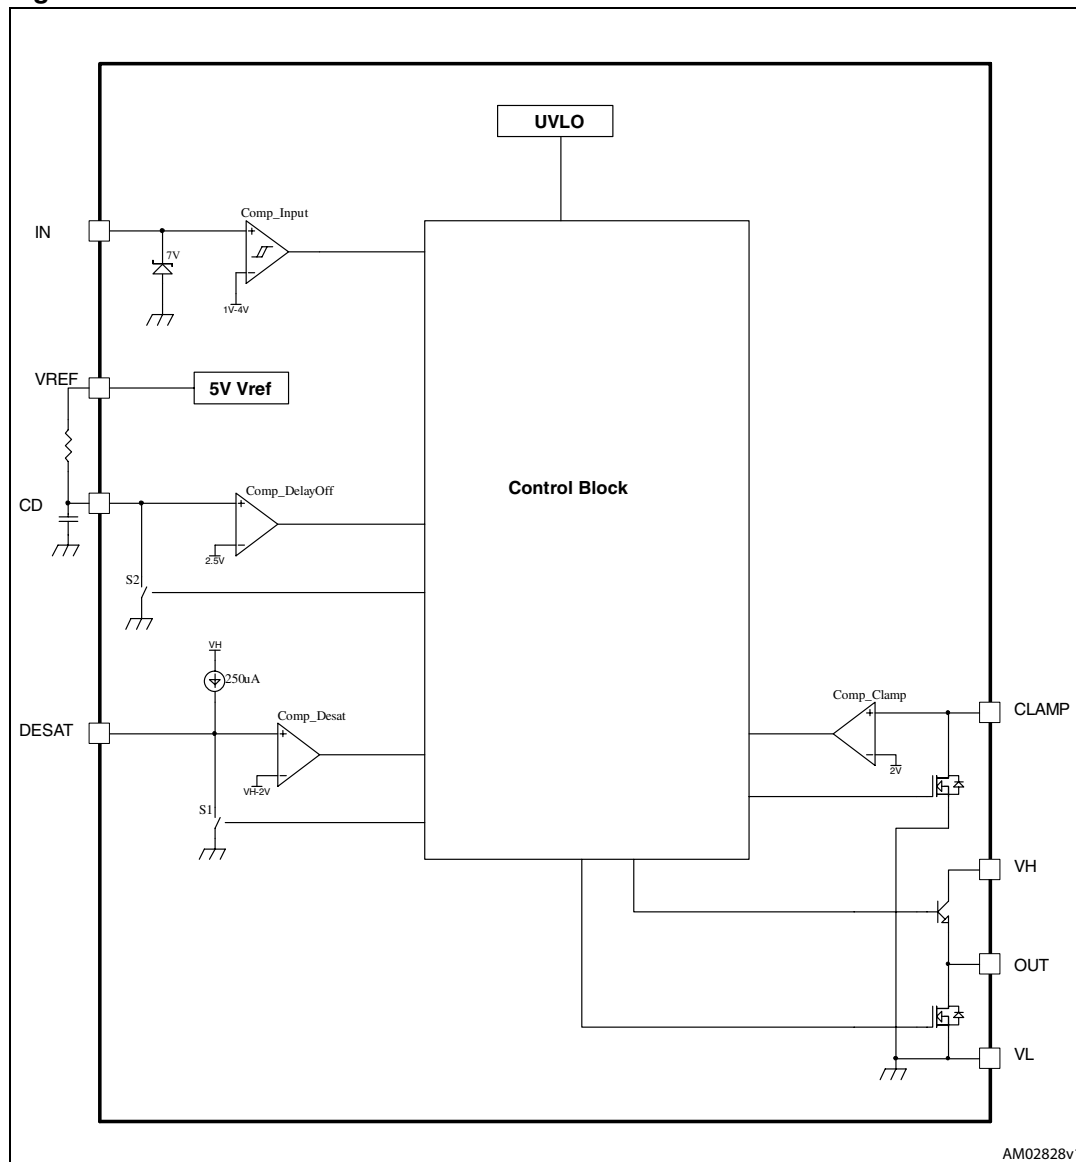 UVLO
Comp_Input
IN
7V
1V-4V
VREF
5V Vref
Comp_DelayOff
CD
Control Block
2.5V
S2
VH
250uA
Comp_Clamp
CLAMP
Comp_Desat
DESAT
2V
VH-2V
S1
VH
OUT
VL
AM02828v